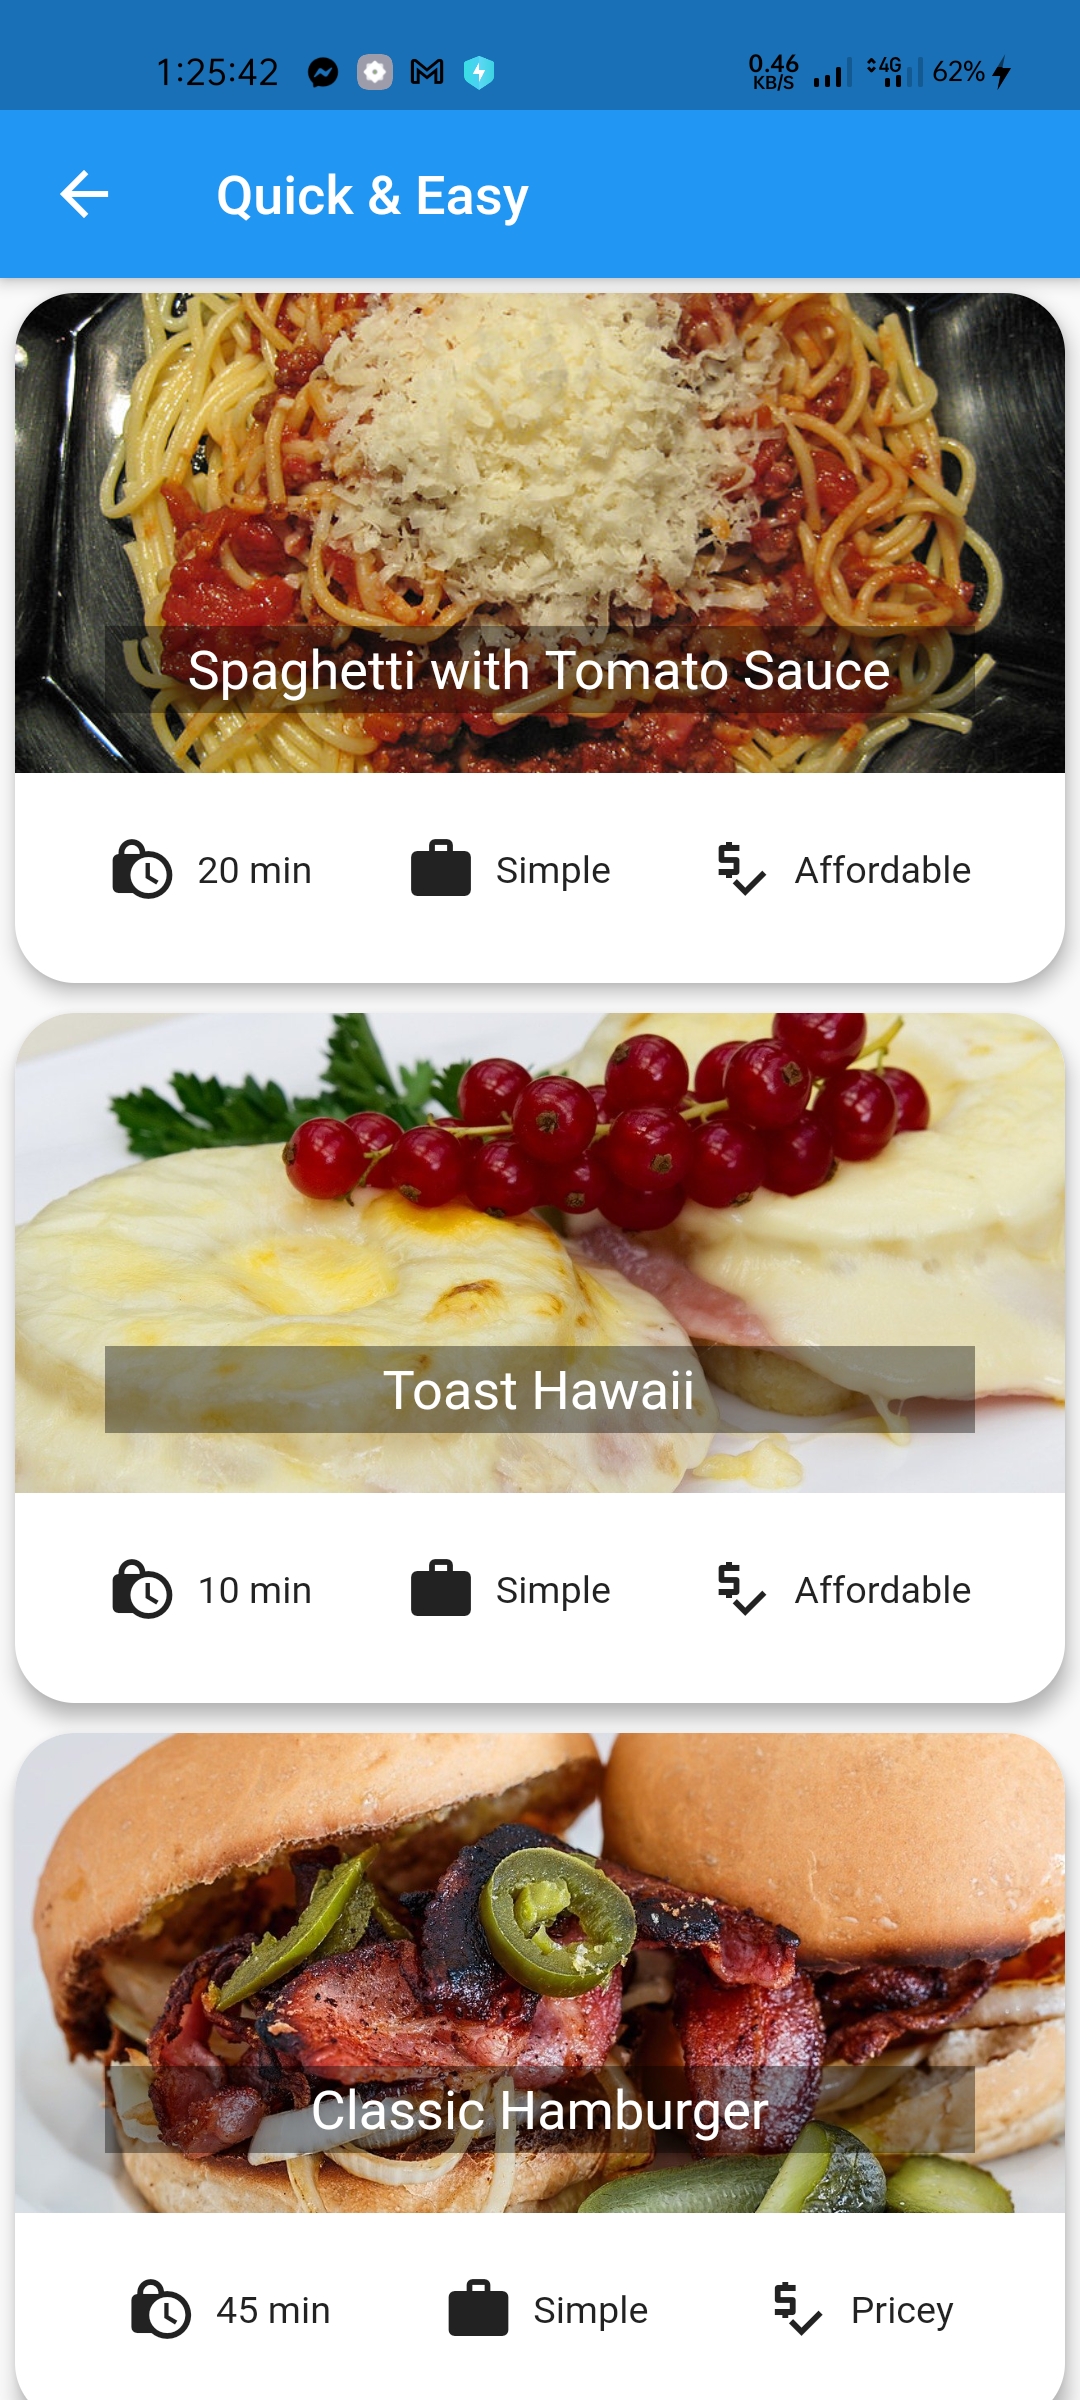 1:25:42 0.46 KB/S 4G 62%
Quick & Easy
Spaghetti with Tomato Sauce
20 min Simple Affordable
Toast Hawaii
10 min Simple Affordable
Classic Hamburger
45 min Simple Pricey